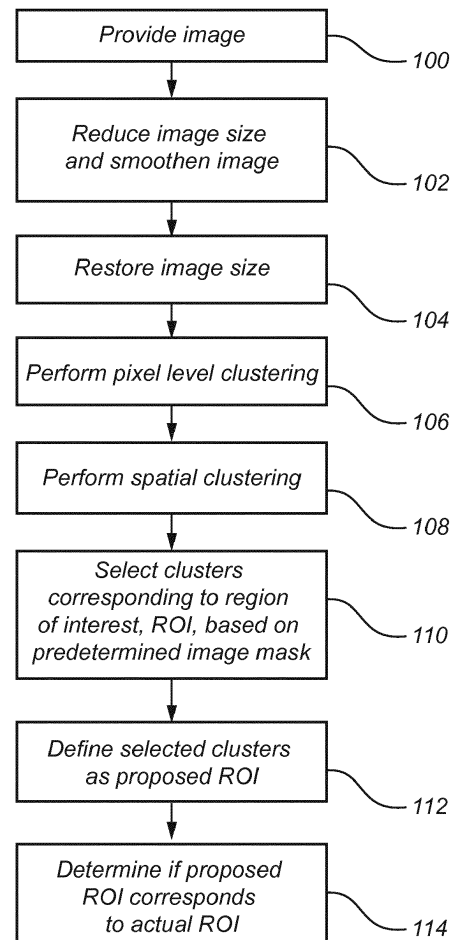 Provide image
100
Reduce image size
and smoothen image
102
Restore image size
104
Perform pixel level clustering
106
Perform spatial clustering
108
Select clusters
corresponding to region
of interest, ROI, based on
predetermined image mask
110
Define selected clusters
as proposed ROI
112
Determine if proposed
ROI corresponds
to actual ROI
114